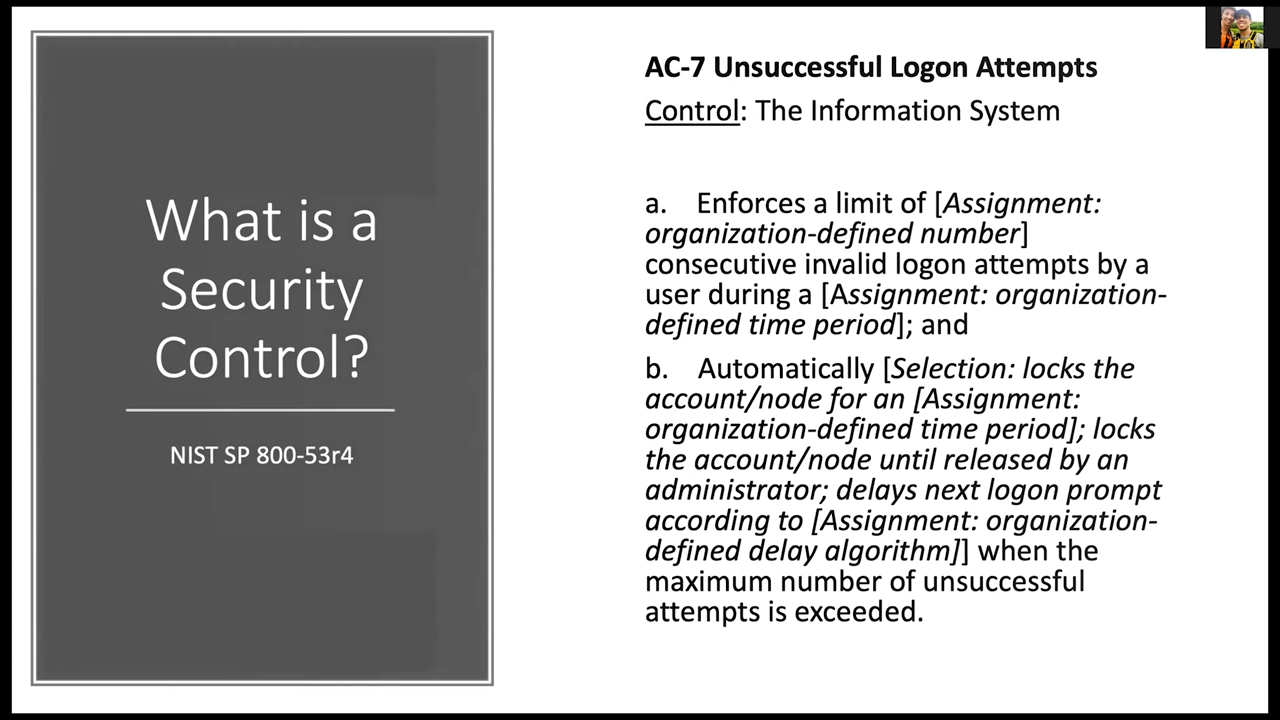 What is a
Security
Control?
NIST SP 800-53r4
AC-7 Unsuccessful Logon Attempts
Control: The Information System
a. Enforces a limit of [Assignment:
organization-defined number]
consecutive invalid logon attempts by a
user during a [Assignment: organization-
defined time period]; and
b. Automatically [Selection: locks the
account/node for an [Assignment:
organization-defined time period]; locks
the account/node until released by an
administrator; delays next logon prompt
according to [Assignment: organization-
defined delay algorithm]] when the
maximum number of unsuccessful
attempts is exceeded.